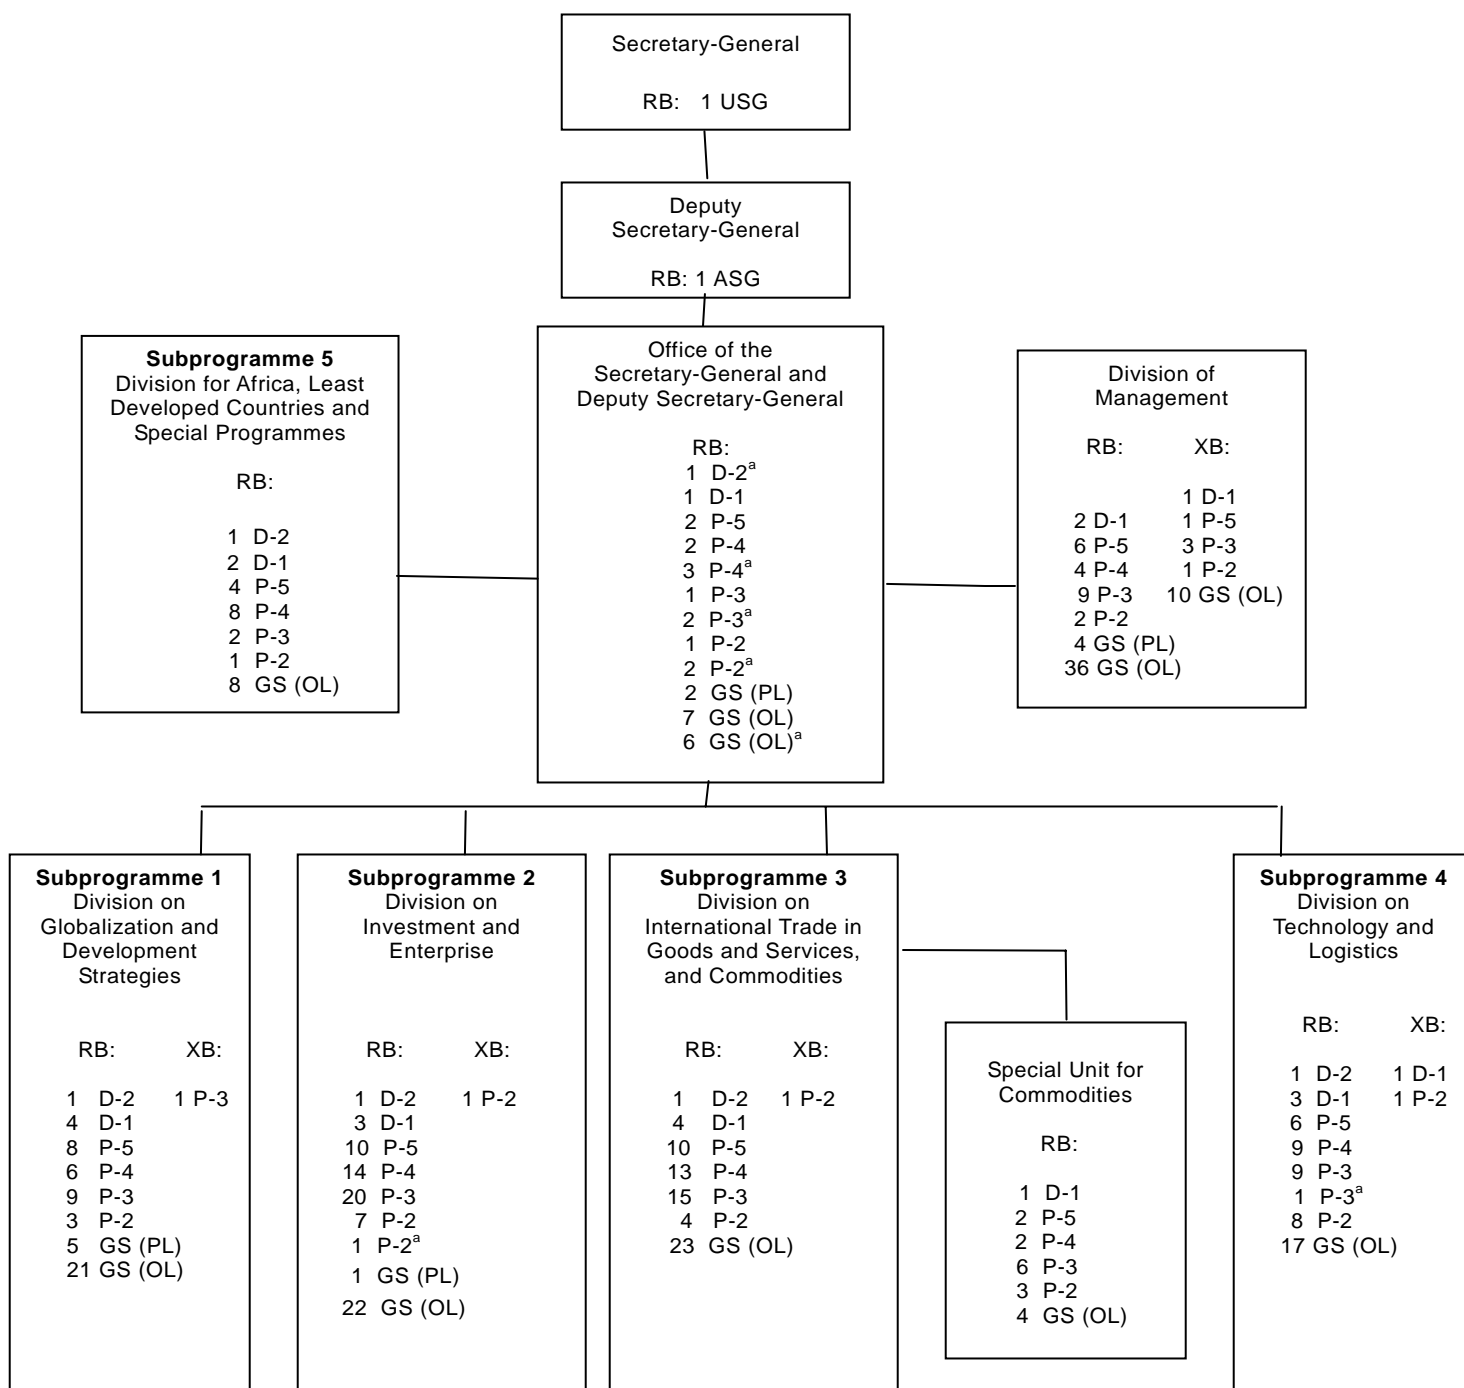 Secretary-General
RB: 1 USG
Deputy
Secretary-General
RB: 1 ASG
Subprogramme 5
Division for Africa, Least
Developed Countries and
Special Programmes
RB:
1 D-2
2 D-1
4 P-5
8 P-4
2 P-3
1 P-2
8 GS (OL)
Office of the
Secretary-General and
Deputy Secretary-General
RB:
1 D-2ª
1 D-1
2 P-5
2 P-4
3 P-4ª
1 P-3
2 P-3ª
1 P-2
2 P-2ª
2 GS (PL)
7 GS (OL)
6 GS (OL)ª
Division of
Management
RB: XB:
1 D-1
2 D-1 1 P-5
6 P-5 3 P-3
4 P-4 1 P-2
9 P-3 10 GS (OL)
2 P-2
4 GS (PL)
36 GS (OL)
Subprogramme 1
Division on
Globalization and
Development
Strategies
RB: XB:
1 D-2 1 P-3
4 D-1
8 P-5
6 P-4
9 P-3
3 P-2
5 GS (PL)
21 GS (OL)
Subprogramme 2
Division on
Investment and
Enterprise
RB: XB:
1 D-2 1 P-2
3 D-1
10 P-5
14 P-4
20 P-3
7 P-2
1 P-2ª
1 GS (PL)
22 GS (OL)
Subprogramme 3
Division on
International Trade in
Goods and Services,
and Commodities
RB: XB:
1 D-2 1 P-2
4 D-1
10 P-5
13 P-4
15 P-3
4 P-2
23 GS (OL)
Special Unit for
Commodities
RB:
1 D-1
2 P-5
2 P-4
6 P-3
3 P-2
4 GS (OL)
Subprogramme 4
Division on
Technology and
Logistics
RB: XB:
1 D-2 1 D-1
3 D-1 1 P-2
6 P-5
9 P-4
9 P-3
1 P-3ª
8 P-2
17 GS (OL)